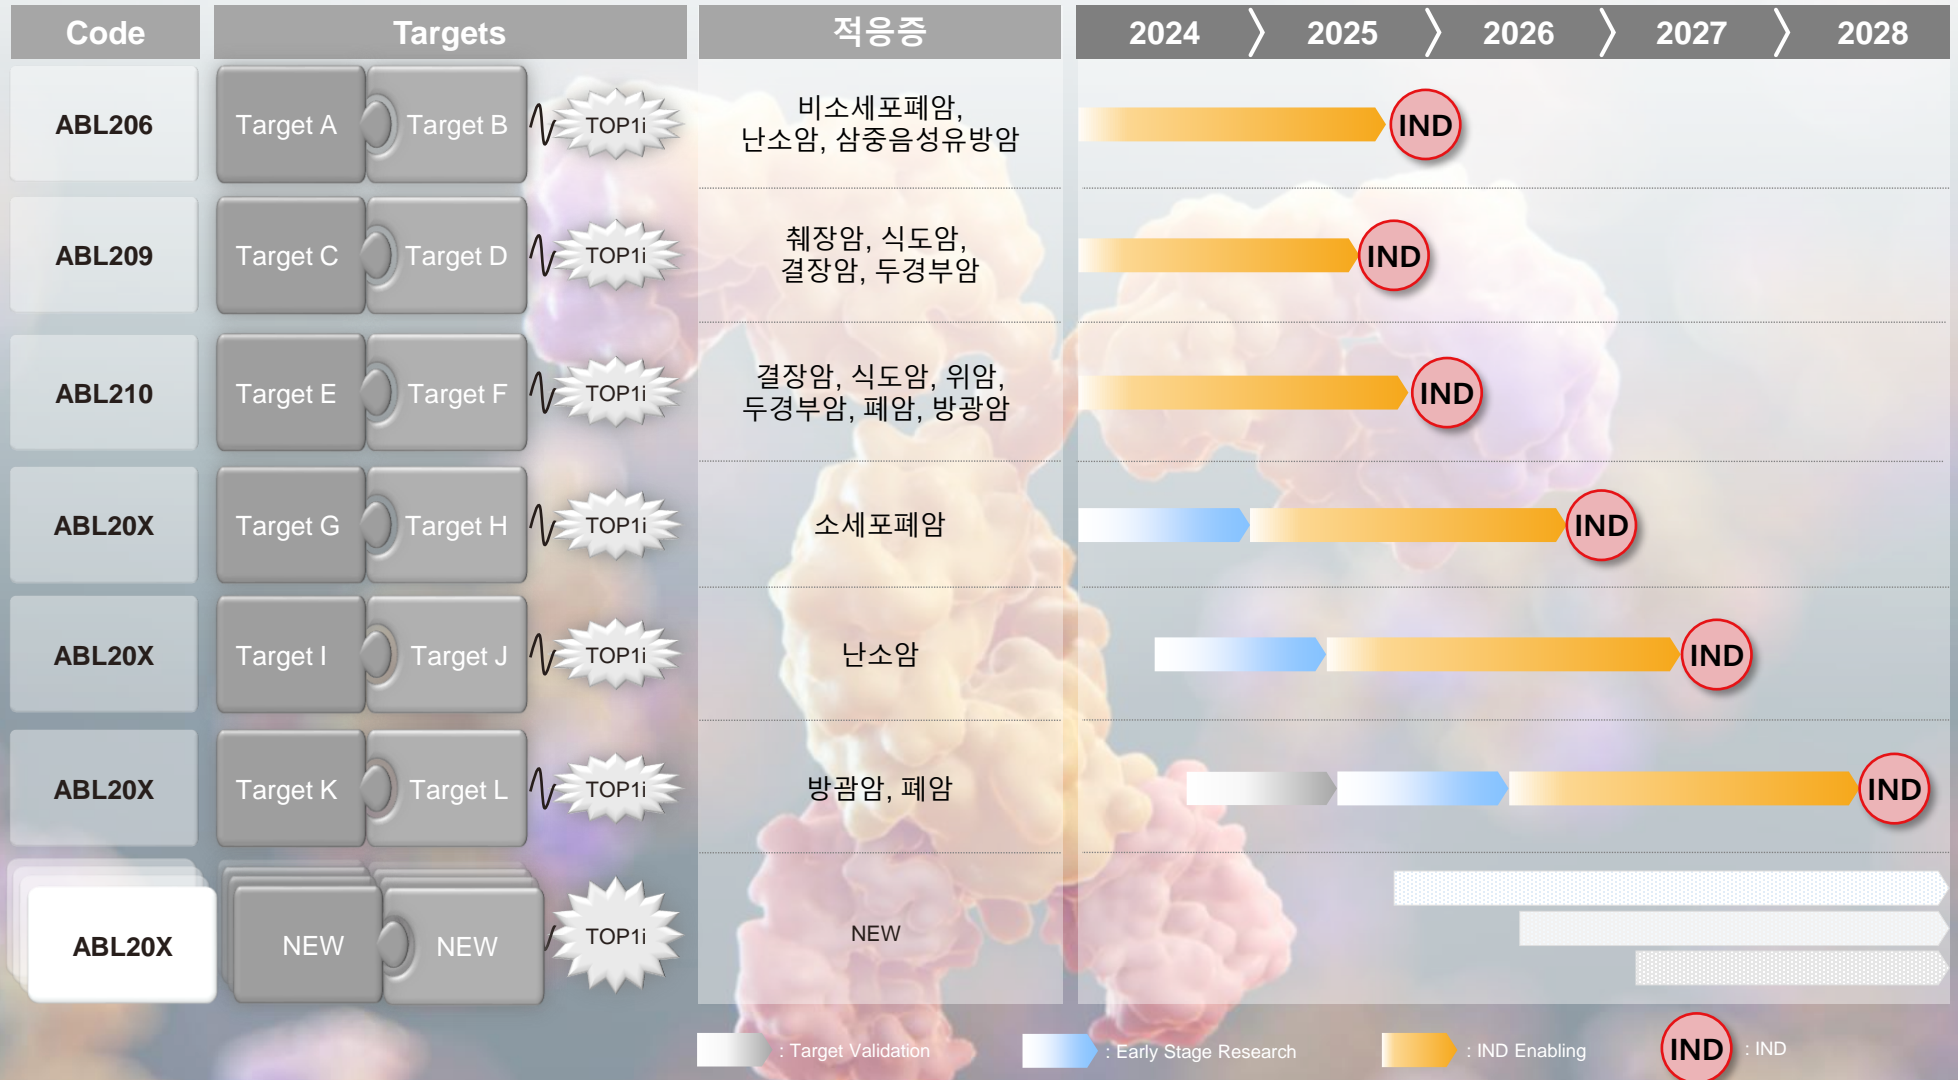 Code Targets 적응증 2024 2025 2026 2027 2028
ABL206 Target A Target B TOP1i 비소세포폐암, IND
난소암, 삼중음성유방암
ABL209 Target C Target D TOP1i 췌장암, 식도암, IND
결장암, 두경부암
ABL210 Target E Target F TOP1i 결장암, 식도암, 위암, IND
두경부암, 폐암, 방광암
ABL20X Target G Target H TOP1i 소세포폐암 IND
ABL20X Target I Target J TOP1i 난소암 IND
ABL20X Target K Target L TOP1i 방광암, 폐암 IND
ABL20X NEW NEW TOP1i NEW
: Target Validation : Early Stage Research : IND Enabling IND : IND